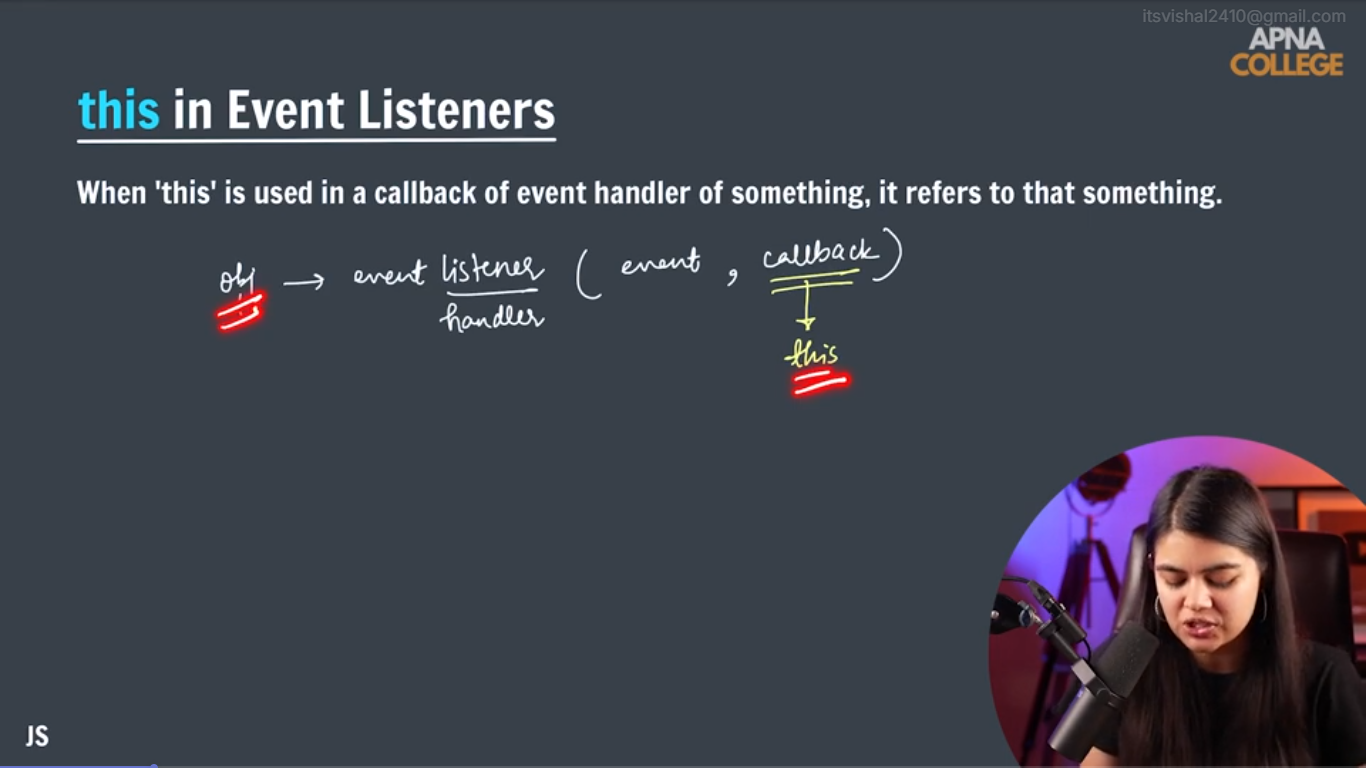 itsvishal2410@gmail.com
APNA
COLLEGE
this in Event Listeners
When 'this' is used in a callback of event handler of something, it refers to that something.
obj → event listener ( event , callback )
handler
this
JS